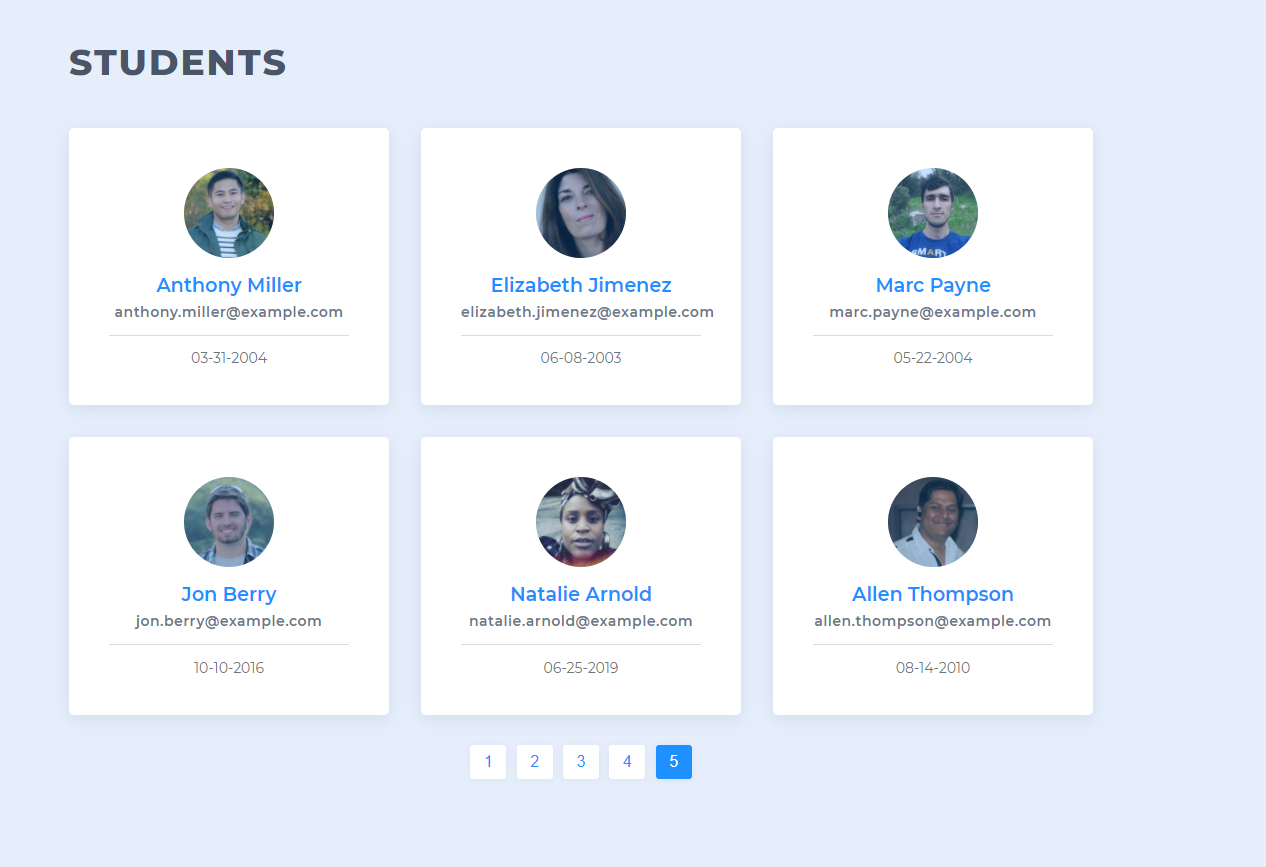 STUDENTS
Anthony Miller
anthony.miller@example.com
03-31-2004
Elizabeth Jimenez
elizabeth.jimenez@example.com
06-08-2003
Marc Payne
marc.payne@example.com
05-22-2004
Jon Berry
jon.berry@example.com
10-10-2016
Natalie Arnold
natalie.arnold@example.com
06-25-2019
Allen Thompson
allen.thompson@example.com
08-14-2010
1 2 3 4 5